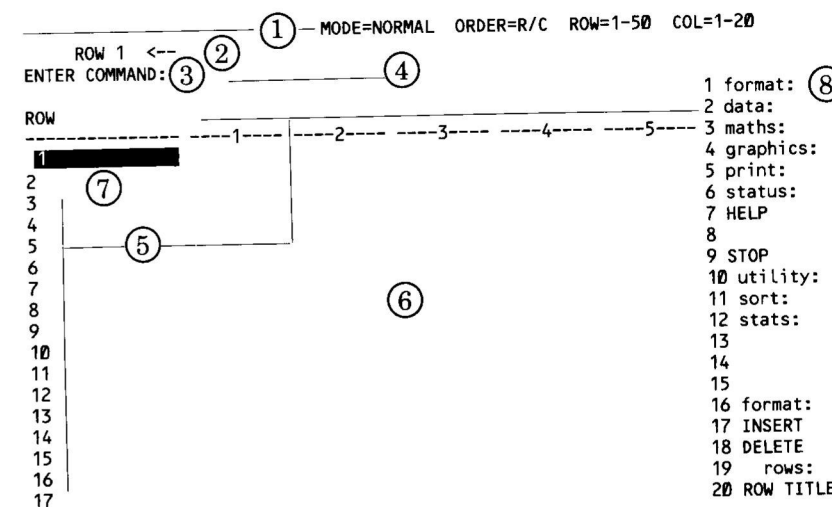 ① MODE=NORMAL ORDER=R/C ROW=1-50 COL=1-20
ROW 1 <-- ②
ENTER COMMAND: ③ ④
1 format: ⑧
ROW
2 data:
----------------- ----1---- ----2---- ----3---- ----4---- ----5---- 3 maths:
1
4 graphics:
2 ⑦
5 print:
3
6 status:
4
7 HELP
5 ⑤
8
6
9 STOP
7 ⑥
10 utility:
8
11 sort:
9
12 stats:
10
13
11
14
12
15
13
16 format:
14
17 INSERT
15
18 DELETE
16
19 rows:
17
20 ROW TITLE